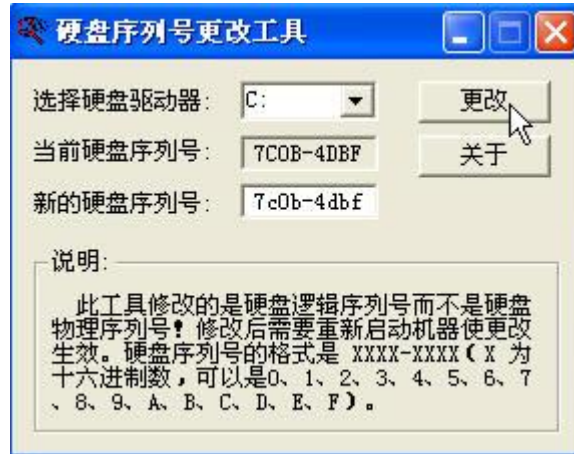 硬盘序列号更改工具
选择硬盘驱动器: C: 更改
当前硬盘序列号: 7C0B-4DBF 关于
新的硬盘序列号: 7c0b-4dbf
说明:
此工具修改的是硬盘逻辑序列号而不是硬盘
物理序列号！修改后需要重新启动机器使更改
生效。硬盘序列号的格式是 XXXX-XXXX(X 为
十六进制数，可以是0、1、2、3、4、5、6、7
、8、9、A、B、C、D、E、F)。